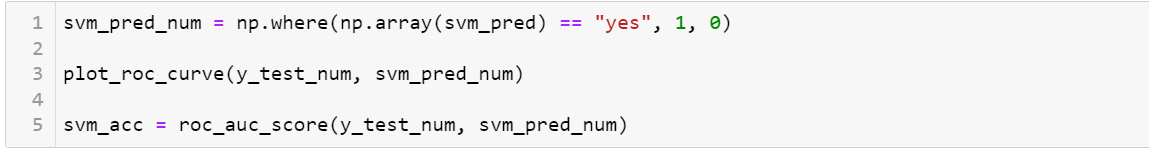 1 svm_pred_num = np.where(np.array(svm_pred) == "yes", 1, 0)
2
3 plot_roc_curve(y_test_num, svm_pred_num)
4
5 svm_acc = roc_auc_score(y_test_num, svm_pred_num)